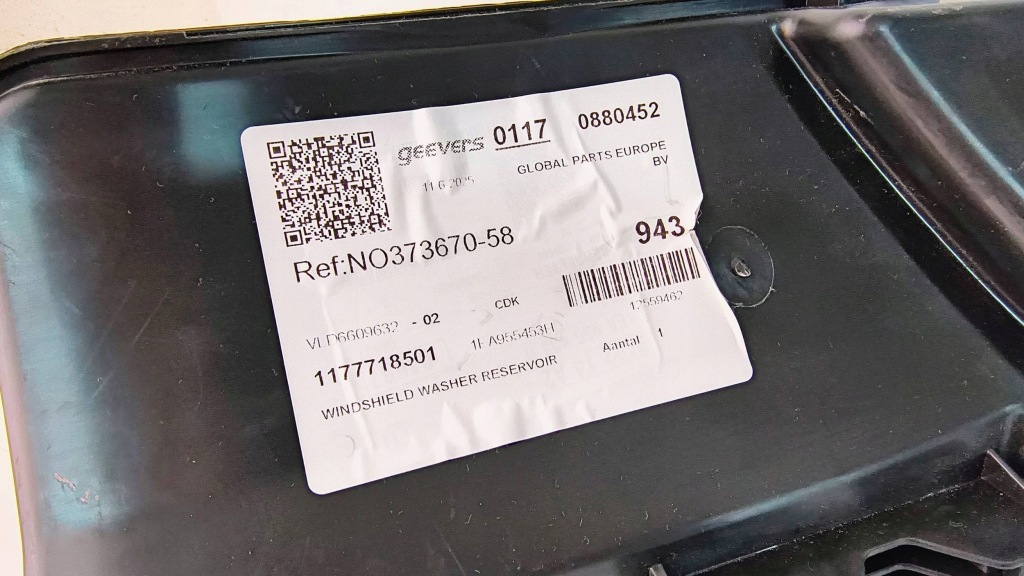 geevers 0117 0880452
11.6.2025 GLOBAL PARTS EUROPE
BV
Ref:NO373670-58
943
CDK
12559462
VLD6609632 - 02
1177718501
Aantal 1
WINDSHIELD WASHER RESERVOIR